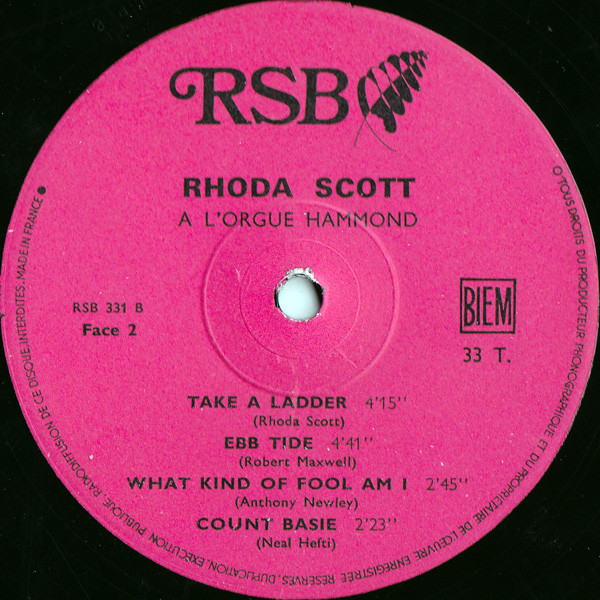 RSB
RHODA SCOTT
A L'ORGUE HAMMOND
RSB 331 B
Face 2
BIEM
33 T.
TAKE A LADDER 4'15''
(Rhoda Scott)
EBB TIDE 4'41''
(Robert Maxwell)
WHAT KIND OF FOOL AM I 2'45''
(Anthony Newley)
COUNT BASIE 2'23''
(Neal Hefti)
TOUS DROITS DU PRODUCTEUR PHONOGRAPHIQUE ET DU PROPRIETAIRE DE L'ŒUVRE ENREGISTRÉE RÉSERVÉS, DUPLICATION, EXÉCUTION PUBLIQUE, RADIODIFFUSION DE CE DISQUE INTERDITES. MADE IN FRANCE ●